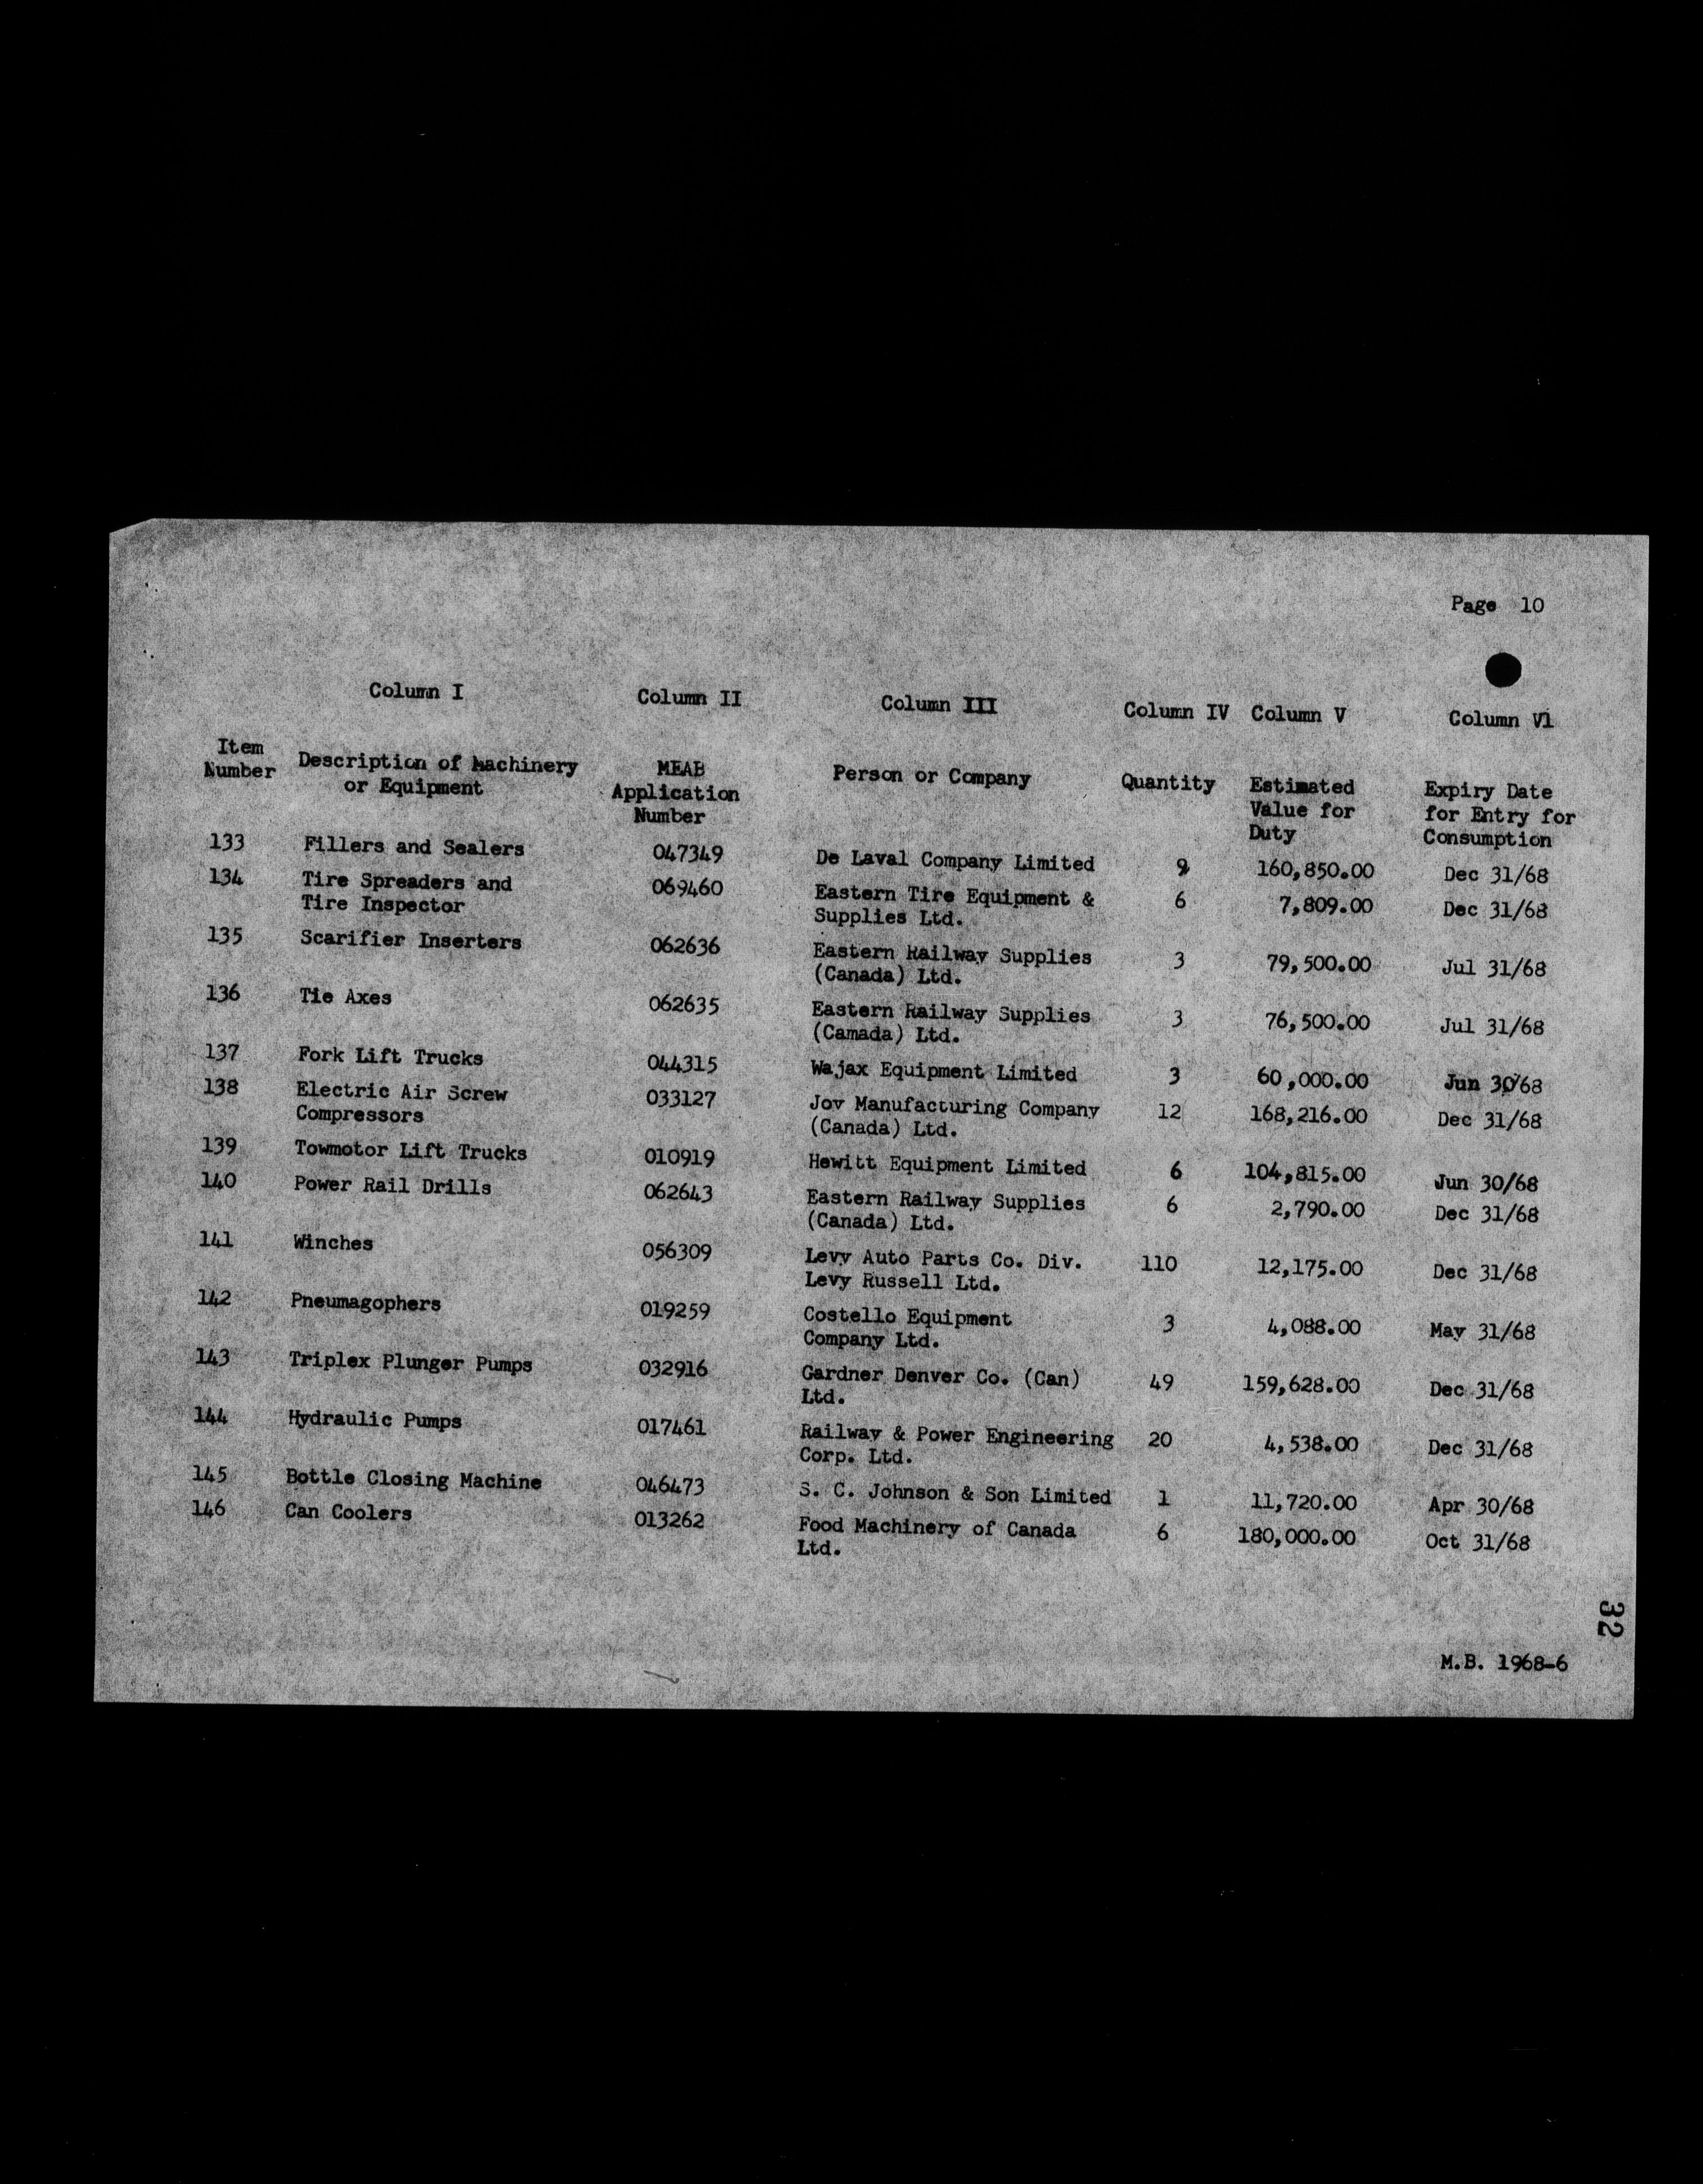 Page 10
Column I Column II Column III Column IV Column V Column VI
Item Number Description of Machinery or Equipment MEAB Application Number Person or Company Quantity Estimated Value for Duty Expiry Date for Entry for Consumption
133 Fillers and Sealers 047349 De Laval Company Limited 9 160,850.00 Dec 31/68
134 Tire Spreaders and 069460 Eastern Tire Equipment & 6 7,809.00 Dec 31/68
Tire Inspector Supplies Ltd.
135 Scarifier Inserters 062636 Eastern Railway Supplies 3 79,500.00 Jul 31/68
(Canada) Ltd.
136 Tie Axes 062635 Eastern Railway Supplies 3 76,500.00 Jul 31/68
(Camada) Ltd.
137 Fork Lift Trucks 044315 Wajax Equipment Limited 3 60,000.00 Jun 30/68
138 Electric Air Screw 033127 Joy Manufacturing Company 12 168,216.00 Dec 31/68
Compressors (Canada) Ltd.
139 Towmotor Lift Trucks 010919 Hewitt Equipment Limited 6 104,815.00 Jun 30/68
140 Power Rail Drills 062643 Eastern Railway Supplies 6 2,790.00 Dec 31/68
(Canada) Ltd.
141 Winches 056309 Levy Auto Parts Co. Div. 110 12,175.00 Dec 31/68
Levy Russell Ltd.
142 Pneumagophers 019259 Costello Equipment 3 4,088.00 May 31/68
Company Ltd.
143 Triplex Plunger Pumps 032916 Gardner Denver Co. (Can) 49 159,628.00 Dec 31/68
Ltd.
144 Hydraulic Pumps 017461 Railway & Power Engineering 20 4,538.00 Dec 31/68
Corp. Ltd.
145 Bottle Closing Machine 046473 S. C. Johnson & Son Limited 1 11,720.00 Apr 30/68
146 Can Coolers 013262 Food Machinery of Canada 6 180,000.00 Oct 31/68
Ltd.
32
M.B. 1968-6